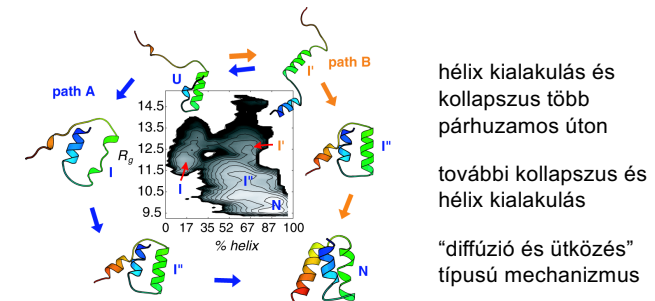 U
I'
path B
path A
I
I"
I"
N
14.5
13.5
12.5
11.5
10.5
9.5
R_g
I'
I
I"
N
0 17 35 52 67 87 100
% helix
hélix kialakulás és
kollapszus több
párhuzamos úton
további kollapszus és
hélix kialakulás
“diffúzió és ütközés”
típusú mechanizmus